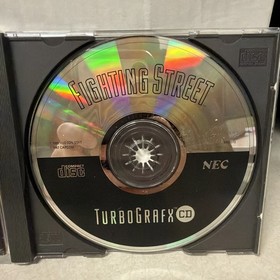 FIGHTING STREET
COMPACT
disc
NEC
TURBOGRAFX CD